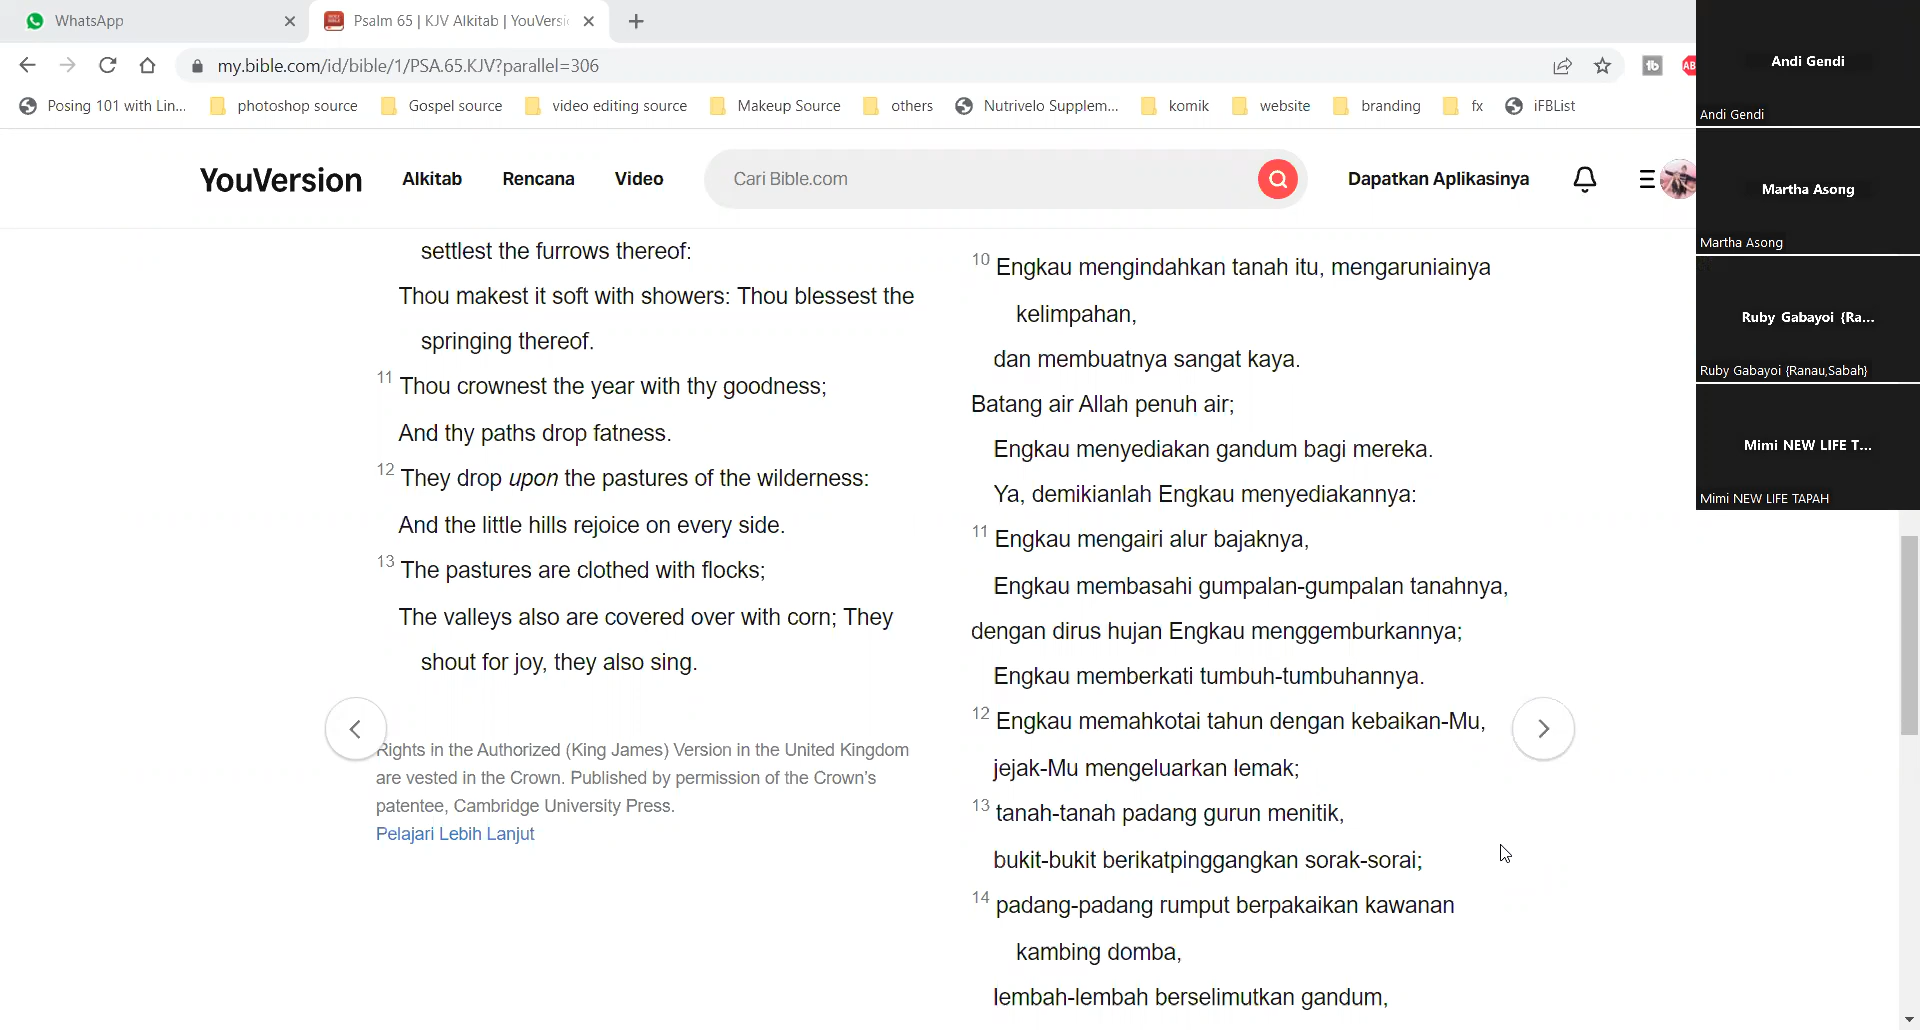 WhatsApp
Psalm 65 | KJV Alkitab | YouVersi
my.bible.com/id/bible/1/PSA.65.KJV?parallel=306
Posing 101 with Lin...
photoshop source
Gospel source
video editing source
Makeup Source
others
Nutrivelo Supplem...
komik
website
branding
fx
iFBList
YouVersion
Alkitab
Rencana
Video
Cari Bible.com
Dapatkan Aplikasinya
settlest the furrows thereof:
Thou makest it soft with showers: Thou blessest the
springing thereof.
11 Thou crownest the year with thy goodness;
And thy paths drop fatness.
12 They drop upon the pastures of the wilderness:
And the little hills rejoice on every side.
13 The pastures are clothed with flocks;
The valleys also are covered over with corn; They
shout for joy, they also sing.
Rights in the Authorized (King James) Version in the United Kingdom
are vested in the Crown. Published by permission of the Crown's
patentee, Cambridge University Press.
Pelajari Lebih Lanjut
10 Engkau mengindahkan tanah itu, mengaruniainya
kelimpahan,
dan membuatnya sangat kaya.
Batang air Allah penuh air;
Engkau menyediakan gandum bagi mereka.
Ya, demikianlah Engkau menyediakannya:
11 Engkau mengairi alur bajaknya,
Engkau membasahi gumpalan-gumpalan tanahnya,
dengan dirus hujan Engkau menggemburkannya;
Engkau memberkati tumbuh-tumbuhannya.
12 Engkau memahkotai tahun dengan kebaikan-Mu,
jejak-Mu mengeluarkan lemak;
13 tanah-tanah padang gurun menitik,
bukit-bukit berikatpinggangkan sorak-sorai;
14 padang-padang rumput berpakaikan kawanan
kambing domba,
lembah-lembah berselimutkan gandum,
Andi Gendi
Andi Gendi
Martha Asong
Martha Asong
Ruby Gabayoi {Ra...
Ruby Gabayoi {Ranau,Sabah}
Mimi NEW LIFE T...
Mimi NEW LIFE TAPAH